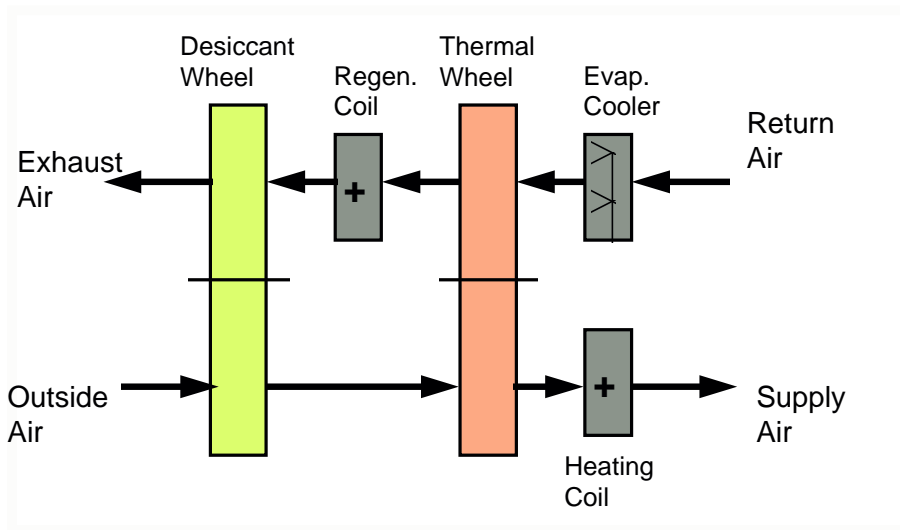 Desiccant
Wheel
Regen.
Coil
Thermal
Wheel
Evap.
Cooler
Return
Air
Exhaust
Air
+
Outside
Air
+
Supply
Air
Heating
Coil